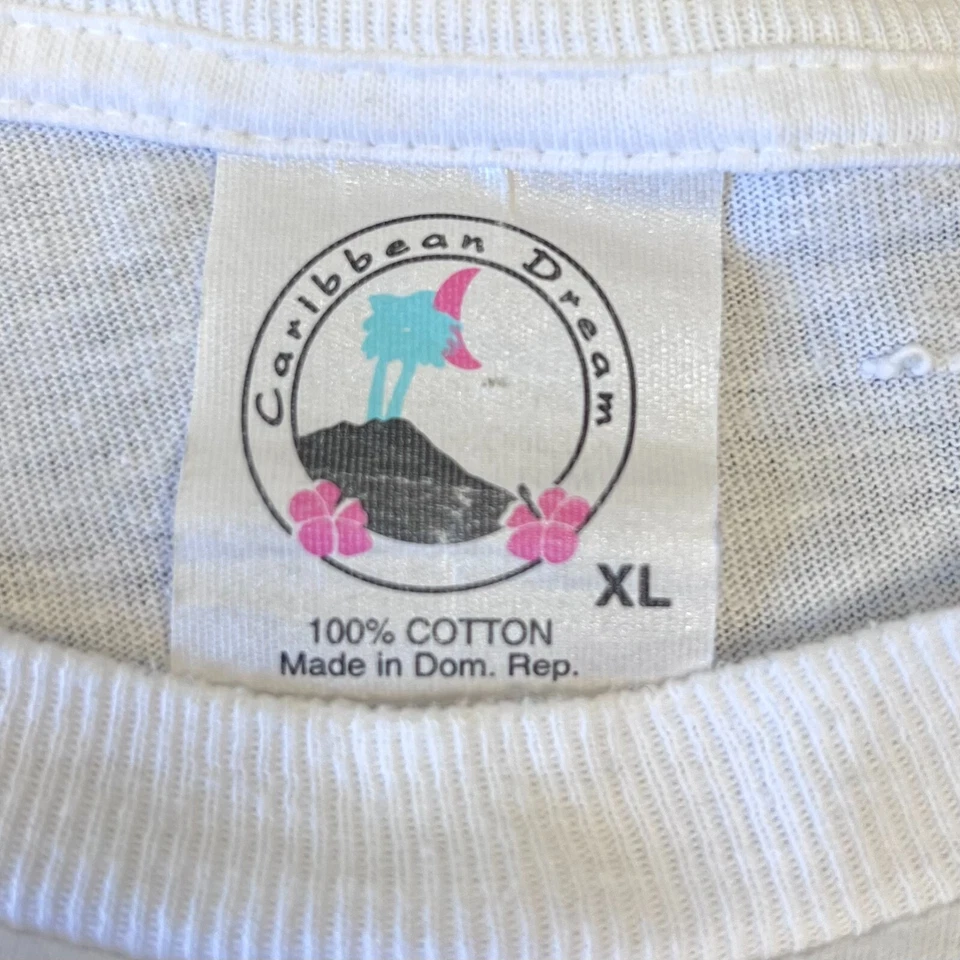 Caribbean Dream
XL
100% COTTON
Made in Dom. Rep.